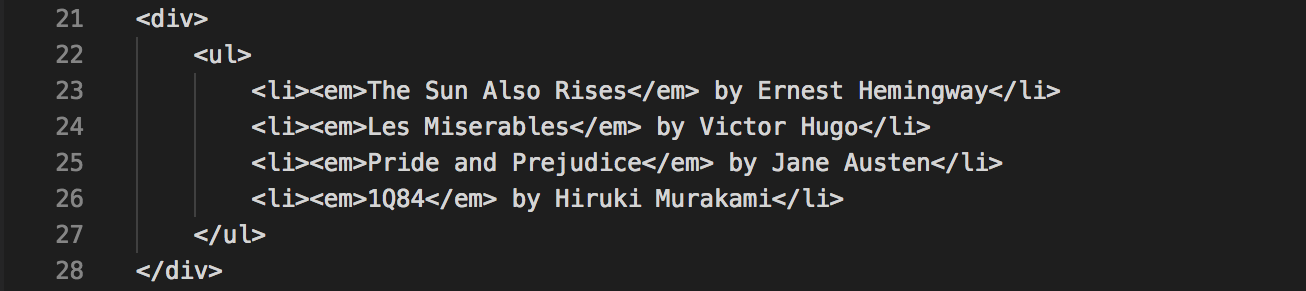 21 <div>
22 <ul>
23 <li><em>The Sun Also Rises</em> by Ernest Hemingway</li>
24 <li><em>Les Miserables</em> by Victor Hugo</li>
25 <li><em>Pride and Prejudice</em> by Jane Austen</li>
26 <li><em>1Q84</em> by Hiruki Murakami</li>
27 </ul>
28 </div>